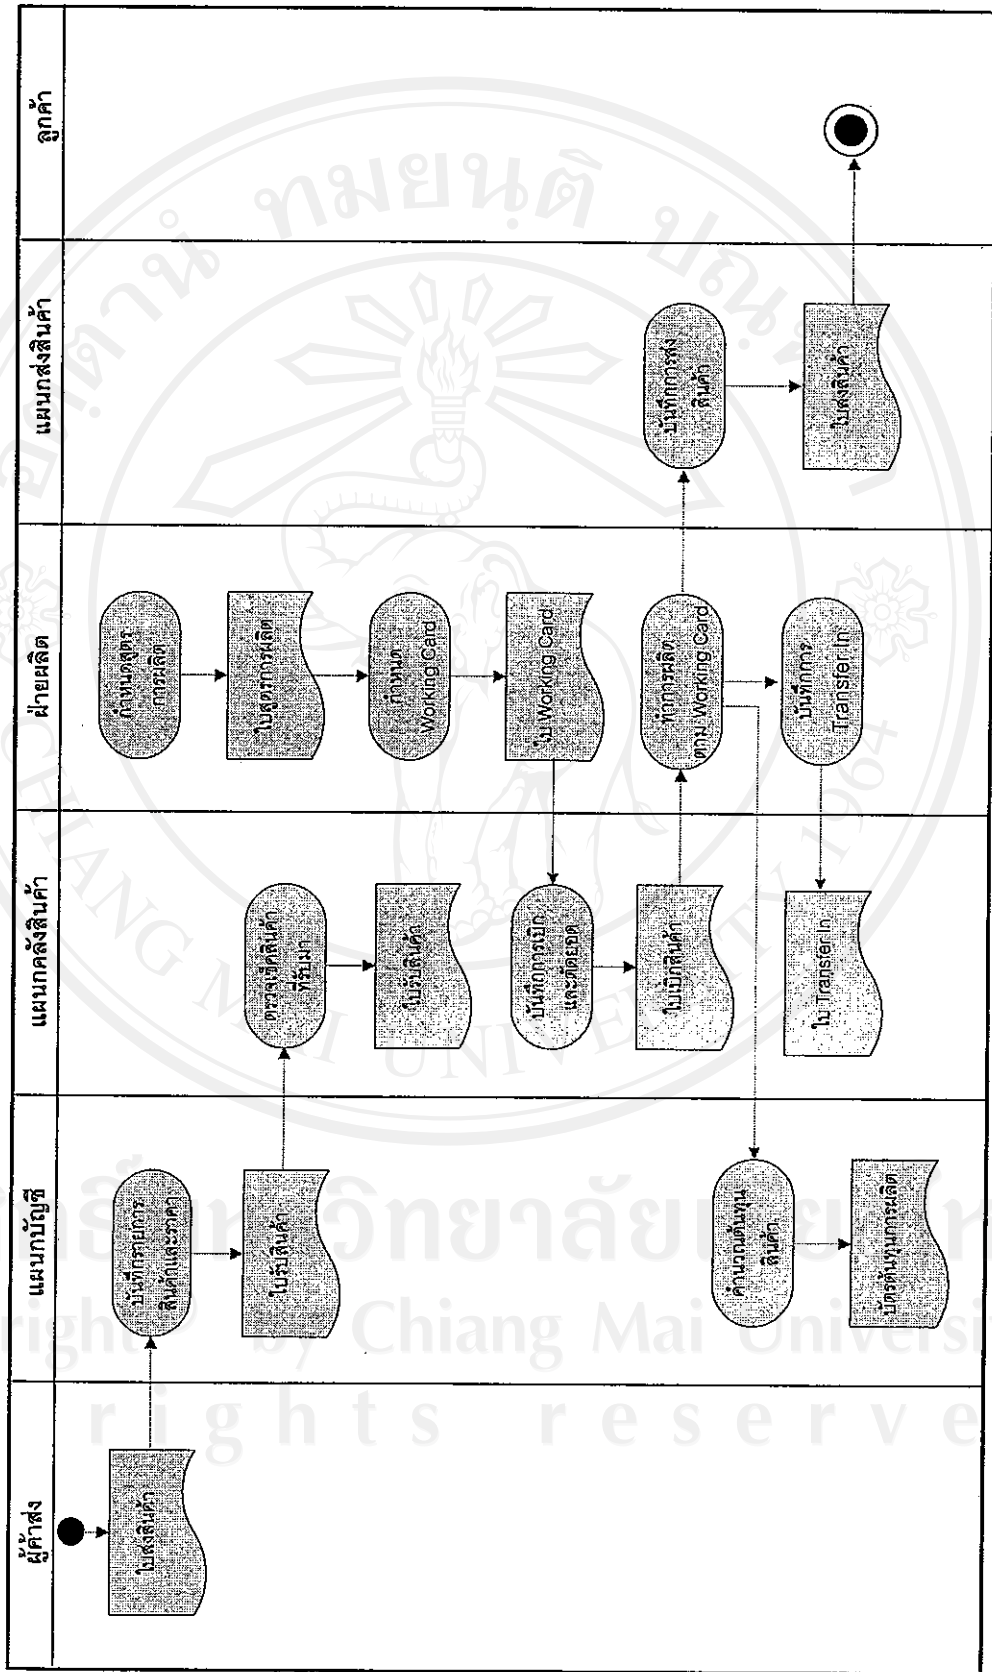 ผู้ค้าส่ง
แผนกบัญชี
แผนกคลังสินค้า
ฝ่ายผลิต
แผนกส่งสินค้า
ลูกค้า
ใบส่งสินค้า
บันทึกรายการ
สินค้าและราคา
ใบรับสินค้า
ตรวจเช็คสินค้า
ที่รับมา
ใบรับสินค้า
กำหนดสูตร
การผลิต
ใบสูตรการผลิต
กำหนด
Working Card
ใบ Working Card
บันทึกการเบิก
และตัดยอด
ใบเบิกสินค้า
ทำการผลิต
ตาม Working Card
บันทึกการส่ง
สินค้า
ใบส่งสินค้า
บันทึกการ
Transfer In
ใบ Transfer In
คำนวณต้นทุน
สินค้า
บัตรต้นทุนการผลิต
CHIANG MAI UNIVERSITY 1964
by Chiang Mai Universi
rights reserve